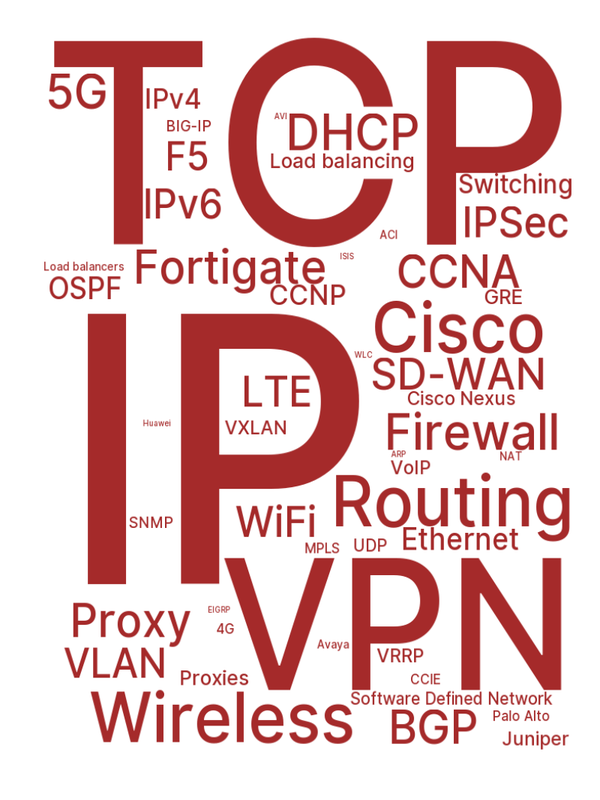 TCP
5G
IPv4
BIG-IP
F5
IPv6
AVI
DHCP
Load balancing
Switching
IPSec
ACI
ISIS
Load balancers
Fortigate
OSPF
CCNP
CCNA
GRE
IP
Cisco
WLC
SD-WAN
Cisco Nexus
LTE
Huawei
VXLAN
Firewall
ARP
NAT
VoIP
Routing
SNMP
WiFi
MPLS
UDP
Ethernet
VPN
Proxy
EIGRP
4G
Avaya
VRRP
VLAN
Proxies
CCIE
Wireless
Software Defined Network
BGP
Palo Alto
Juniper